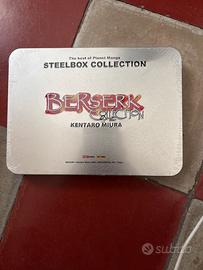 The best of Planet Manga
STEELBOX COLLECTION
BERSERK
COLLECTION
KENTARO MIURA
subito